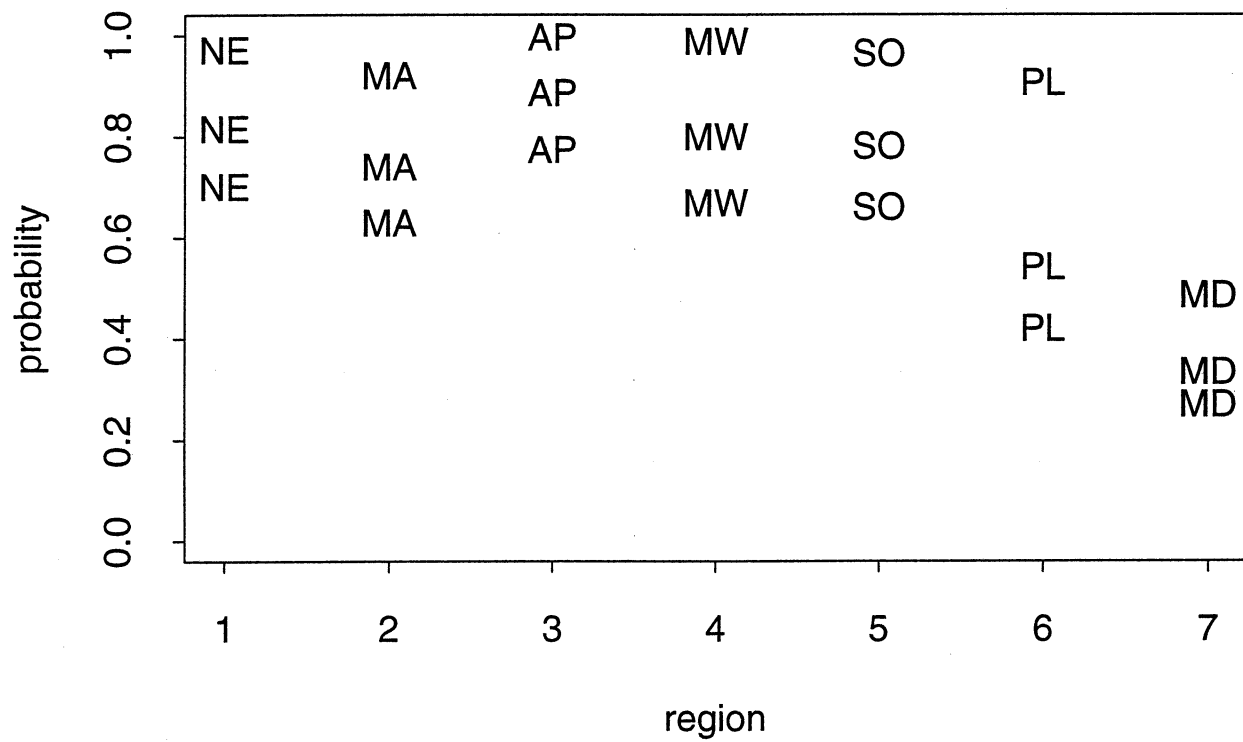 probability
1.0
0.8
0.6
0.4
0.2
0.0
NE
NE
NE
MA
MA
MA
AP
AP
AP
MW
MW
MW
SO
SO
SO
PL
PL
PL
MD
MD
MD
1 2 3 4 5 6 7
region